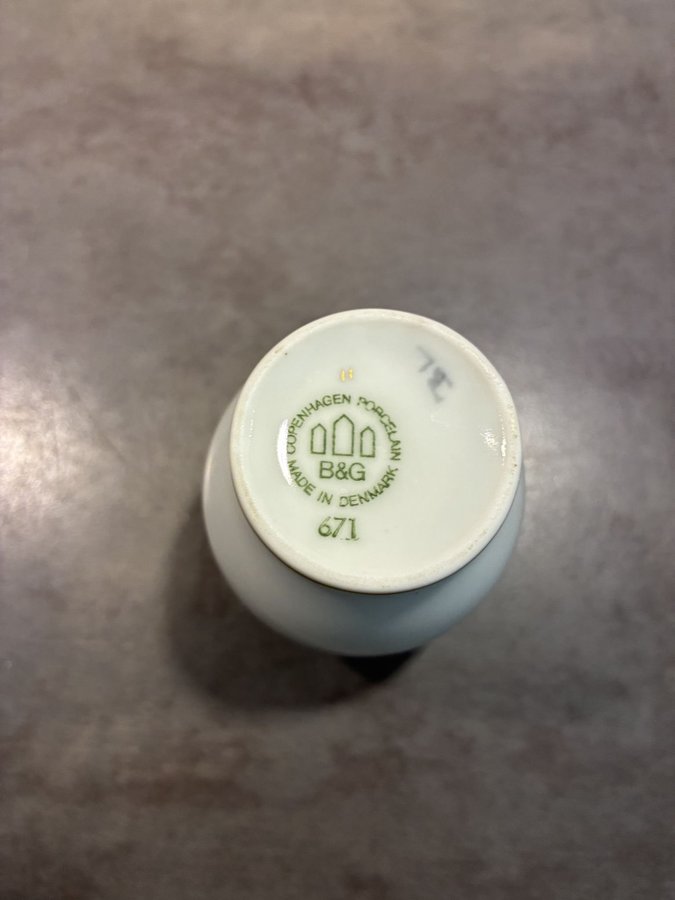 COPENHAGEN PORCELAIN
B&G
MADE IN DENMARK
671